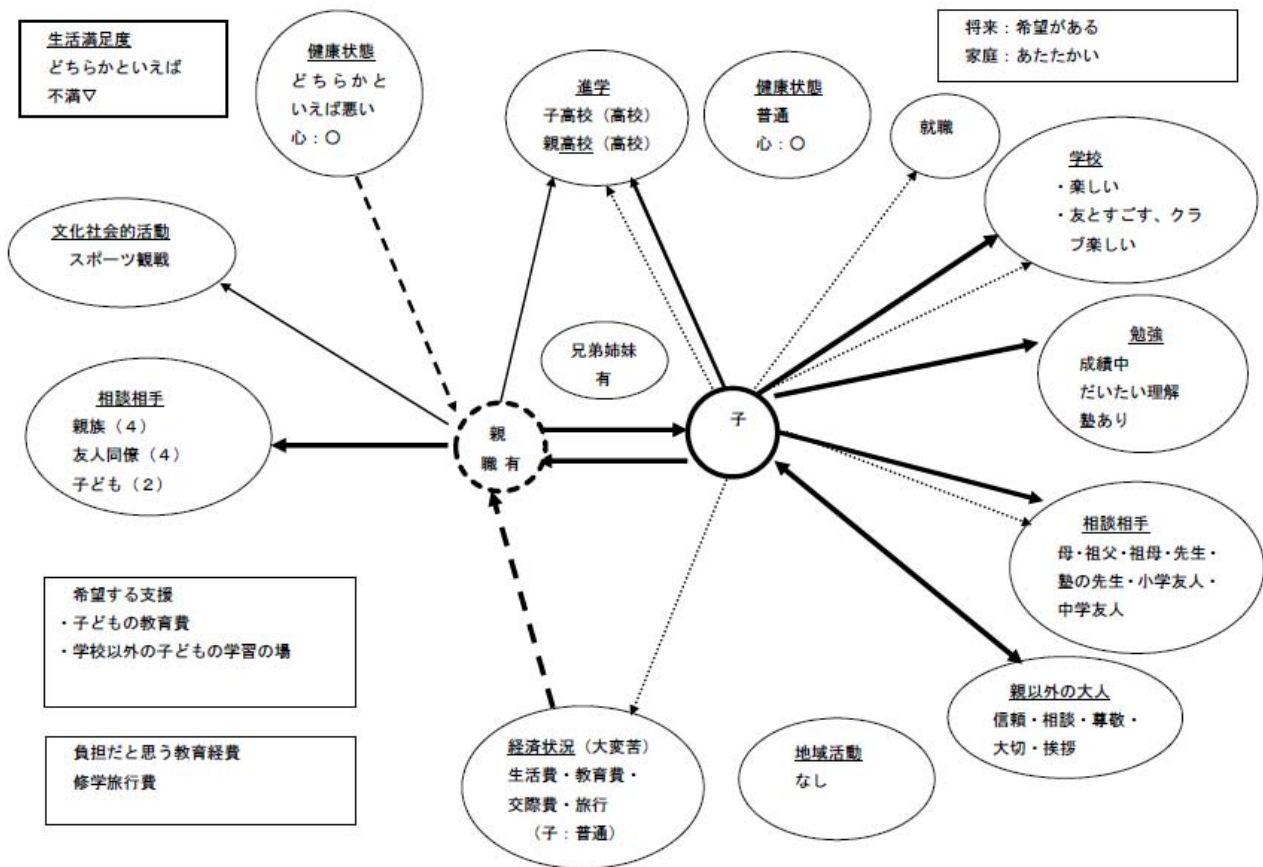 生活満足度
どちらかといえば
不満▽
健康状態
どちらかと
いえば悪い
心：〇
進学
子高校（高校）
親高校（高校）
健康状態
普通
心：〇
将来：希望がある
家庭：あたたかい
就職
学校
・楽しい
・友とすごす、クラ
ブ楽しい
文化社会的活動
スポーツ観戦
兄弟姉妹
有
勉強
成績中
だいたい理解
塾あり
相談相手
親族（４）
友人同僚（４）
子ども（２）
親
職有
子
相談相手
母・祖父・祖母・先生・
塾の先生・小学友人・
中学友人
希望する支援
・子どもの教育費
・学校以外の子どもの学習の場
親以外の大人
信頼・相談・尊敬・
大切・挨拶
負担だと思う教育経費
修学旅行費
経済状況（大変苦）
生活費・教育費・
交際費・旅行
（子：普通）
地域活動
なし